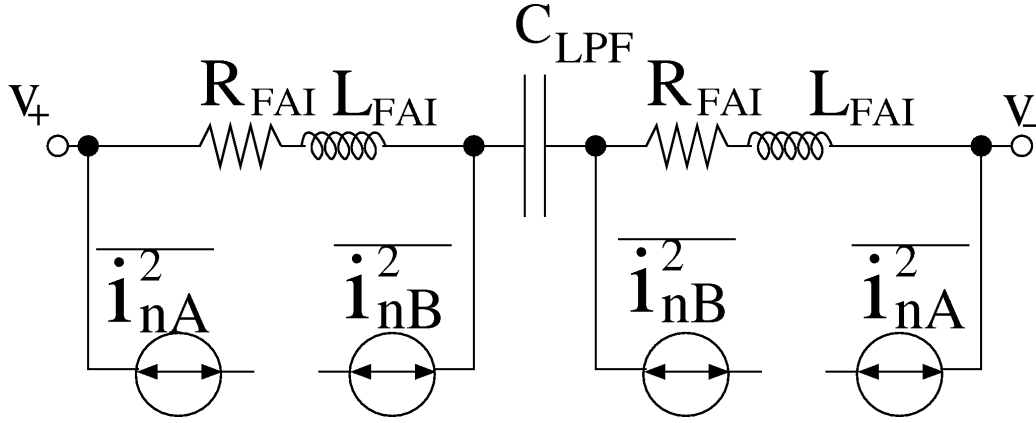 C_LPF
R_FAI L_FAI R_FAI L_FAI
v+ v-
i²nA i²nB i²nB i²nA